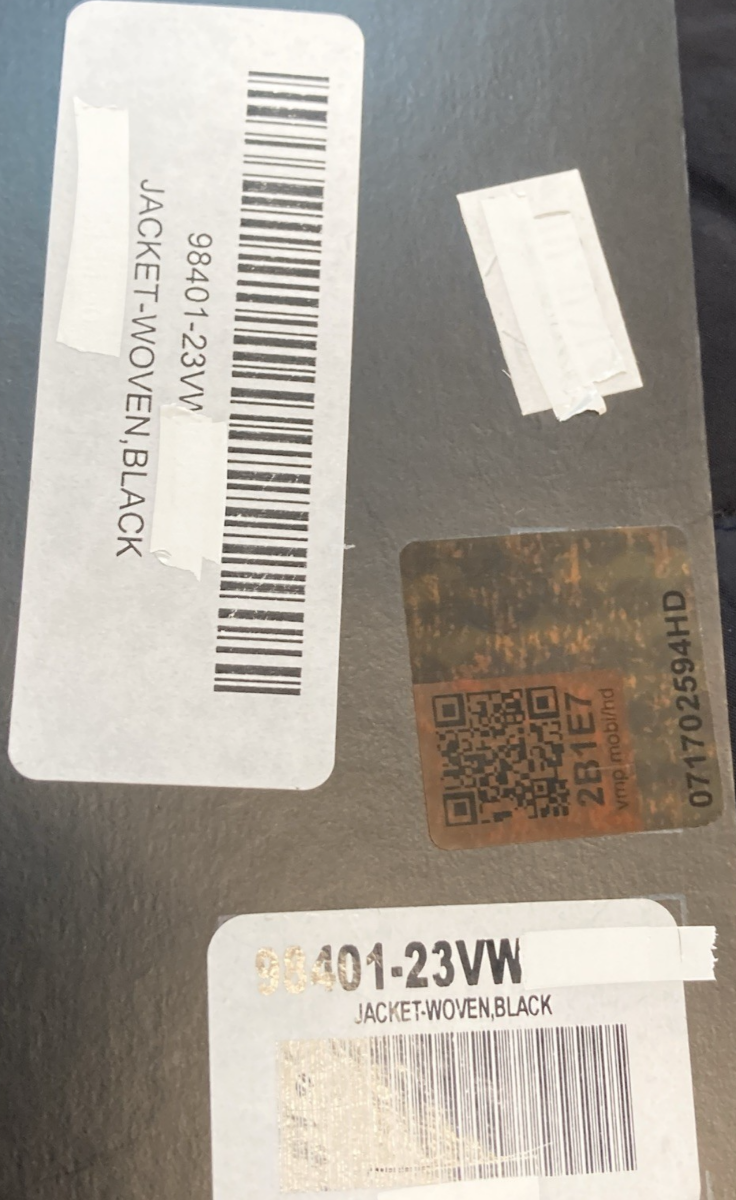 98401-23VW
JACKET-WOVEN,BLACK
2B1E7
vmp.mobi/hd
071702594HD
98401-23VW
JACKET-WOVEN,BLACK